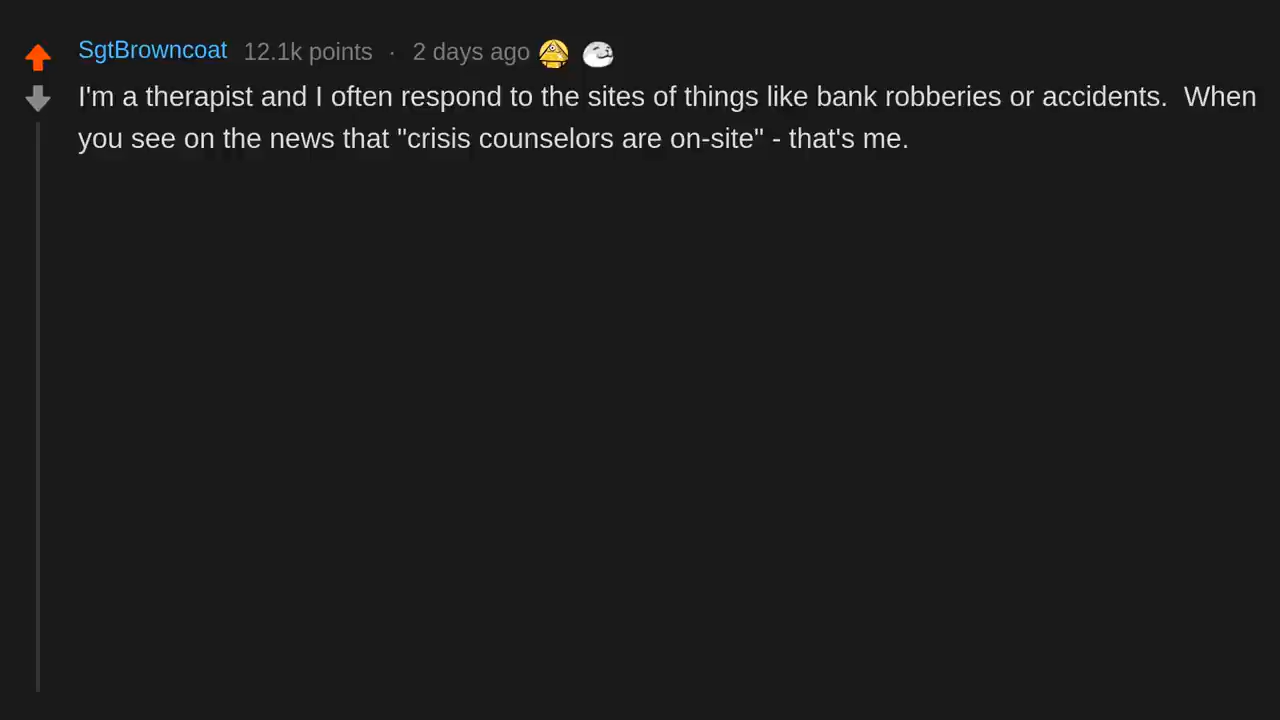 SgtBrowncoat 12.1k points · 2 days ago
I'm a therapist and I often respond to the sites of things like bank robberies or accidents.  When
you see on the news that "crisis counselors are on-site" - that's me.